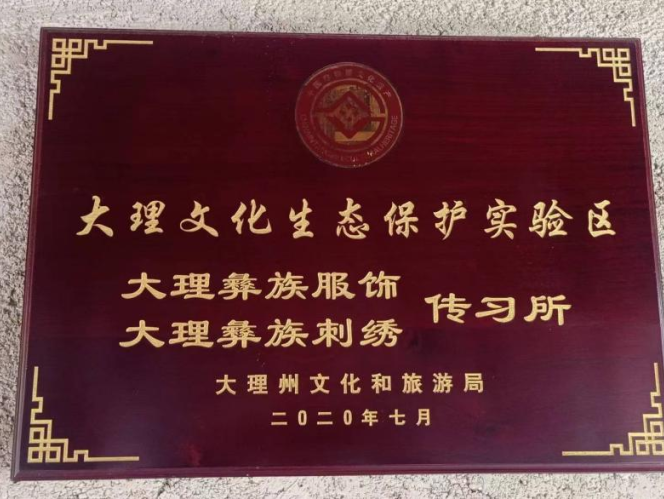 大理文化生态保护实验区
大理彝族服饰
大理彝族刺绣
传习所
大理州文化和旅游局
二〇二〇年七月